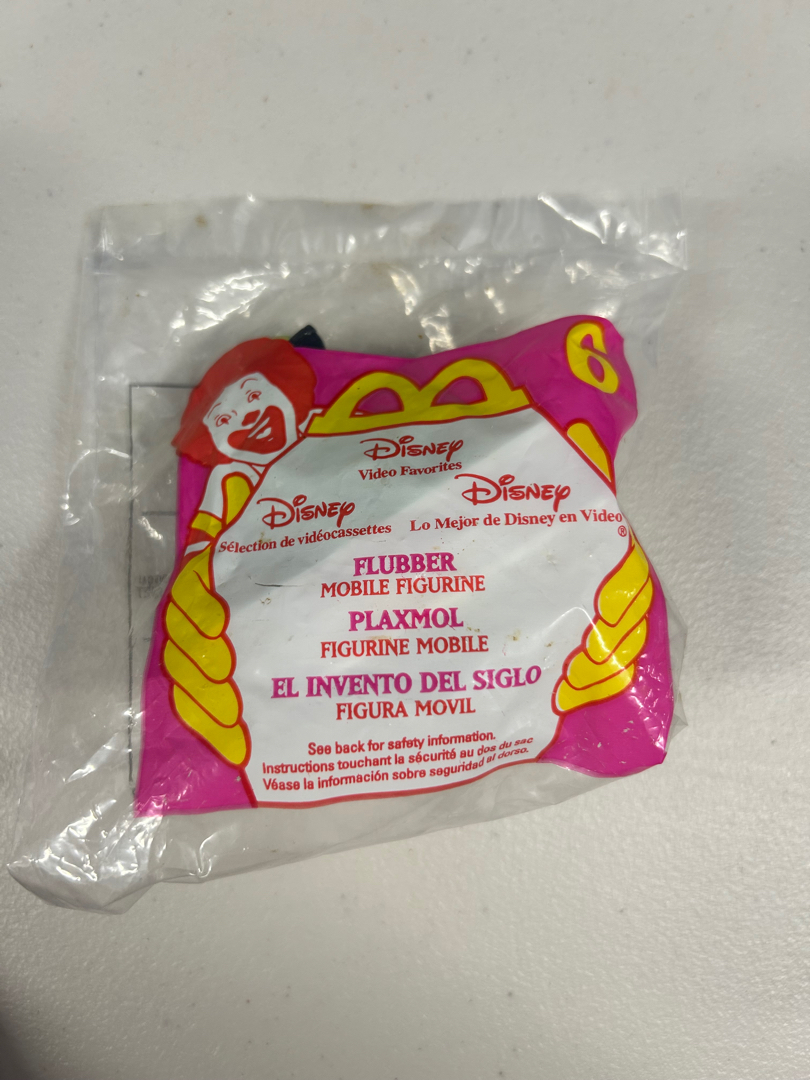 6
Disney
Video Favorites
Disney
Sélection de vidéocassettes
Disney
Lo Mejor de Disney en Video
®
FLUBBER
MOBILE FIGURINE
PLAXMOL
FIGURINE MOBILE
EL INVENTO DEL SIGLO
FIGURA MOVIL
See back for safety information.
Instructions touchant la sécurité au dos du sac
Véase la información sobre seguridad al dorso.